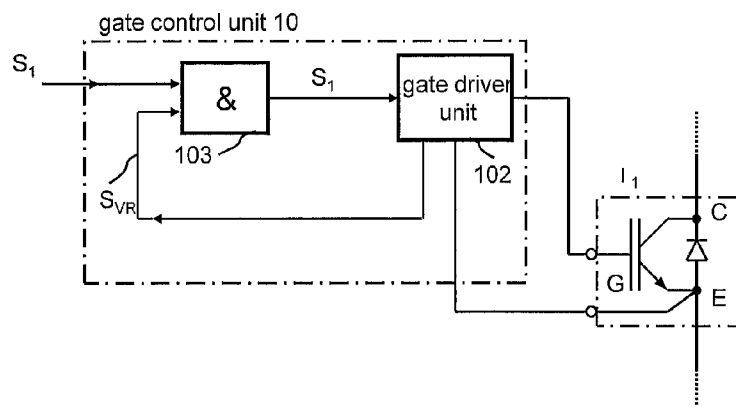 gate control unit 10
S1
&
S1
gate driver
unit
103
102
SVR
I1
C
G
E